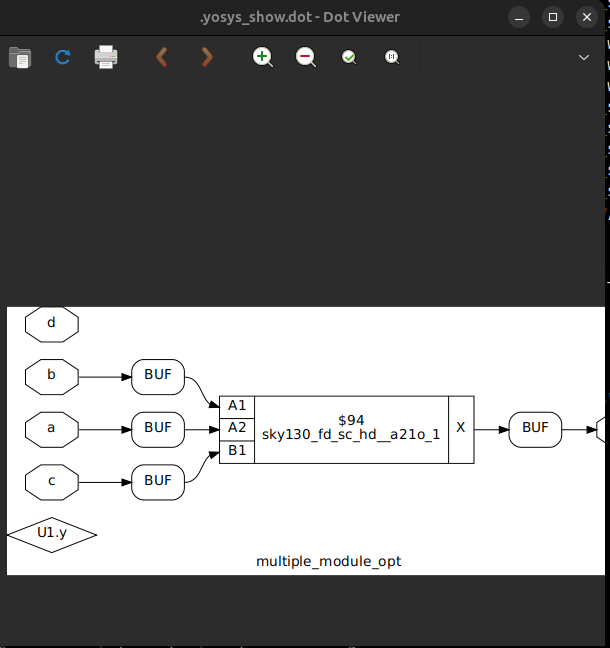 .yosys_show.dot - Dot Viewer
d
b
BUF
A1
$94
a
BUF
A2
sky130_fd_sc_hd__a21o_1
X
BUF
B1
c
BUF
U1.y
multiple_module_opt